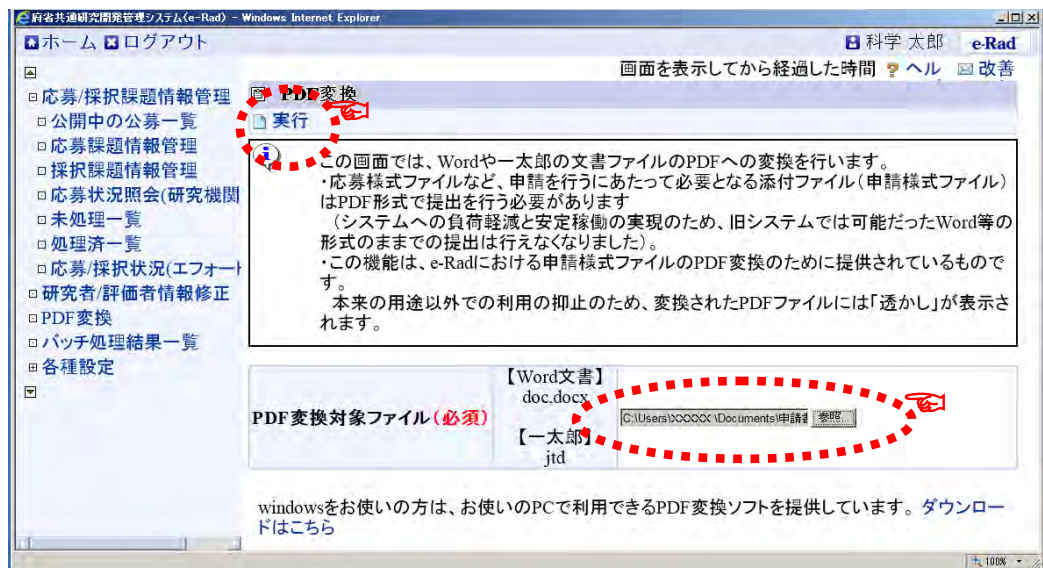 府省共通研究開発管理システム(e-Rad) - Windows Internet Explorer
ホーム ログアウト
科学 太郎 e-Rad
画面を表示してから経過した時間 ヘル 改善
応募/採択課題情報管理
公開中の公募一覧
応募課題情報管理
採択課題情報管理
応募状況照会(研究機関
未処理一覧
処理済一覧
応募/採択状況(エフォート
研究者/評価者情報修正
PDF変換
バッチ処理結果一覧
各種設定
PDF変換
実行
この画面では、Wordや一太郎の文書ファイルのPDFへの変換を行います。
・応募様式ファイルなど、申請を行うにあたって必要となる添付ファイル(申請様式ファイル)
はPDF形式で提出を行う必要があります
(システムへの負荷軽減と安定稼働の実現のため、旧システムでは可能だったWord等の
形式のままでの提出は行えなくなりました)。
・この機能は、e-Radにおける申請様式ファイルのPDF変換のために提供されているもので
す。
本来の用途以外での利用の抑止のため、変換されたPDFファイルには「透かし」が表示さ
れます。
PDF変換対象ファイル(必須)
【Word文書】
doc,docx
【一太郎】
jtd
C:\Users\XXXXXX\Documents\申請書 参照...
windowsをお使いの方は、お使いのPCで利用できるPDF変換ソフトを提供しています。ダウンロー
ドはこちら
100%